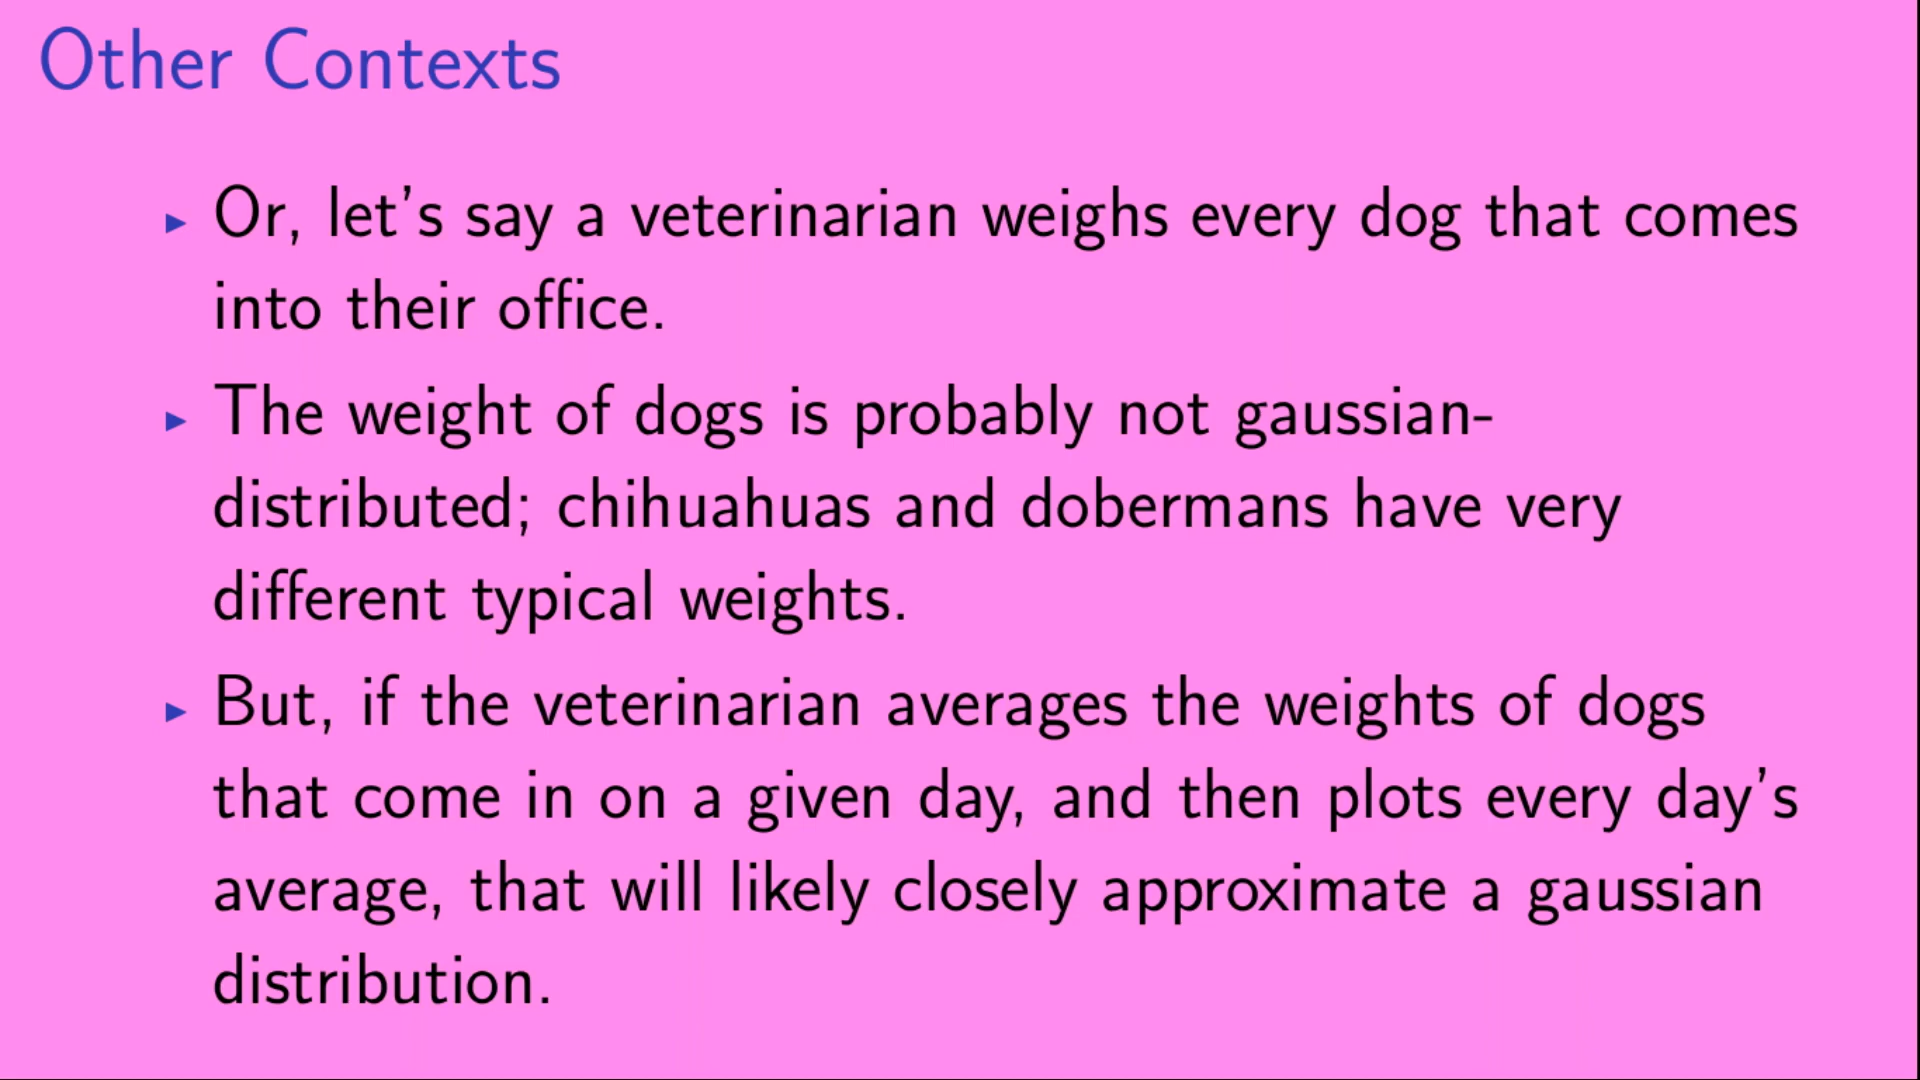 Other Contexts
▸ Or, let's say a veterinarian weighs every dog that comes
into their office.
▸ The weight of dogs is probably not gaussian-
distributed; chihuahuas and dobermans have very
different typical weights.
▸ But, if the veterinarian averages the weights of dogs
that come in on a given day, and then plots every day's
average, that will likely closely approximate a gaussian
distribution.